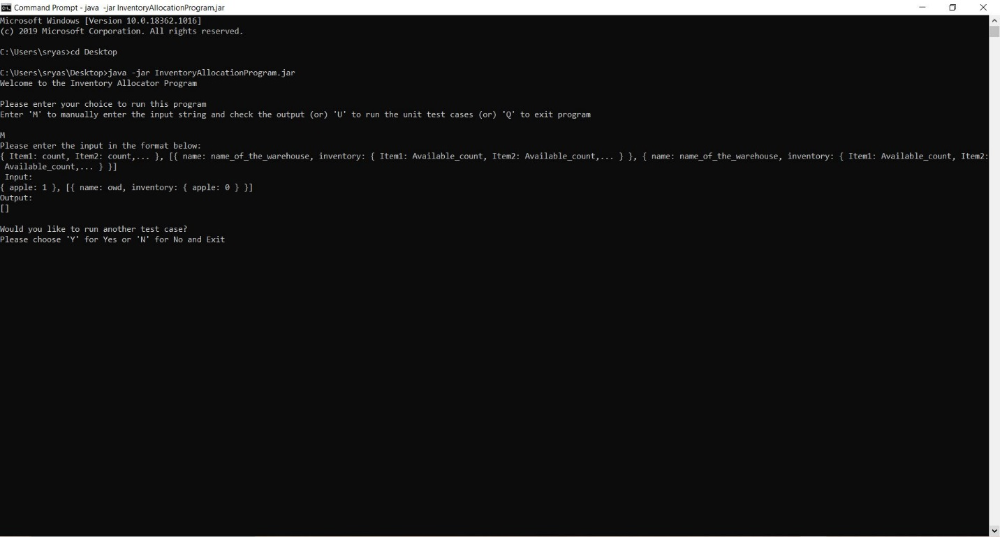 Command Prompt - java  -jar InventoryAllocationProgram.jar
Microsoft Windows [Version 10.0.18362.1016]
(c) 2019 Microsoft Corporation. All rights reserved.
C:\Users\sryas>cd Desktop
C:\Users\sryas\Desktop>java -jar InventoryAllocationProgram.jar
Welcome to the Inventory Allocator Program
Please enter your choice to run this program
Enter 'M' to manually enter the input string and check the output (or) 'U' to run the unit test cases (or) 'Q' to exit program
M
Please enter the input in the format below:
{ Item1: count, Item2: count,... }, [{ name: name_of_the_warehouse, inventory: { Item1: Available_count, Item2: Available_count,... } }, { name: name_of_the_warehouse, inventory: { Item1: Available_count, Item2:
Available_count,... } }]
Input:
{ apple: 1 }, [{ name: owd, inventory: { apple: 0 } }]
Output:
[]
Would you like to run another test case?
Please choose 'Y' for Yes or 'N' for No and Exit